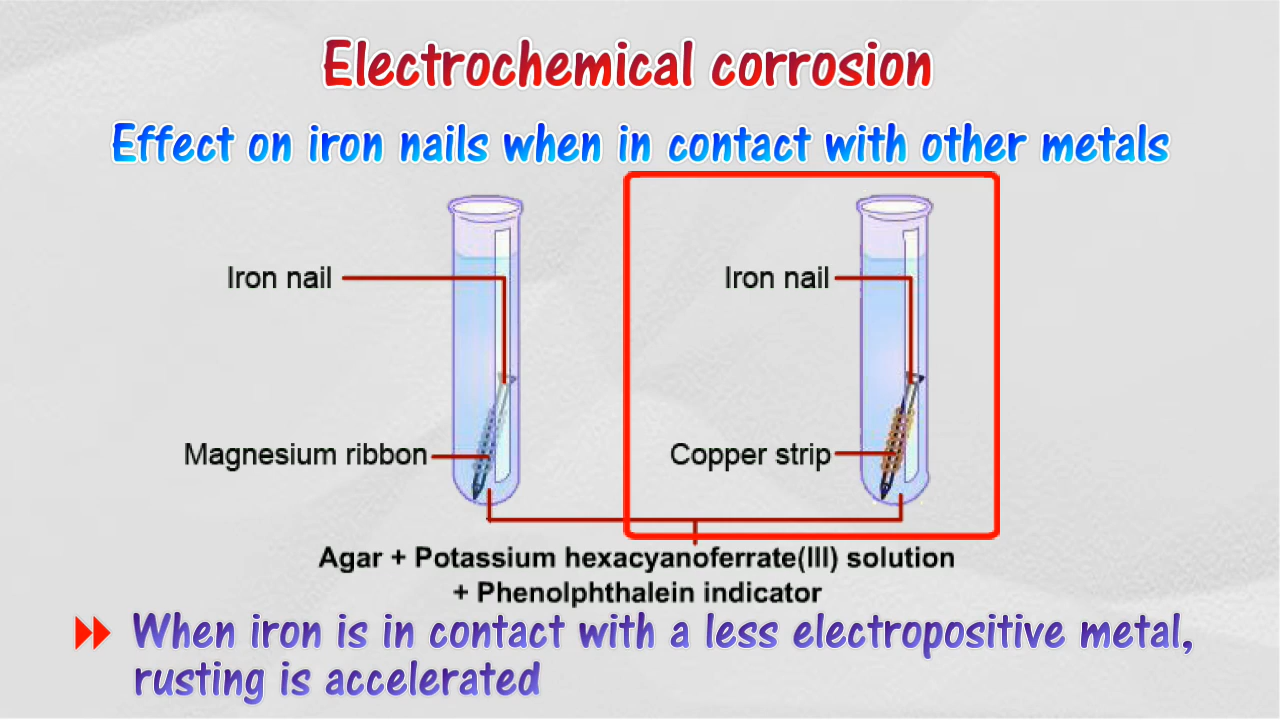 Electrochemical corrosion
Effect on iron nails when in contact with other metals
Iron nail
Iron nail
Magnesium ribbon
Copper strip
Agar + Potassium hexacyanoferrate(III) solution
+ Phenolphthalein indicator
When iron is in contact with a less electropositive metal,
rusting is accelerated